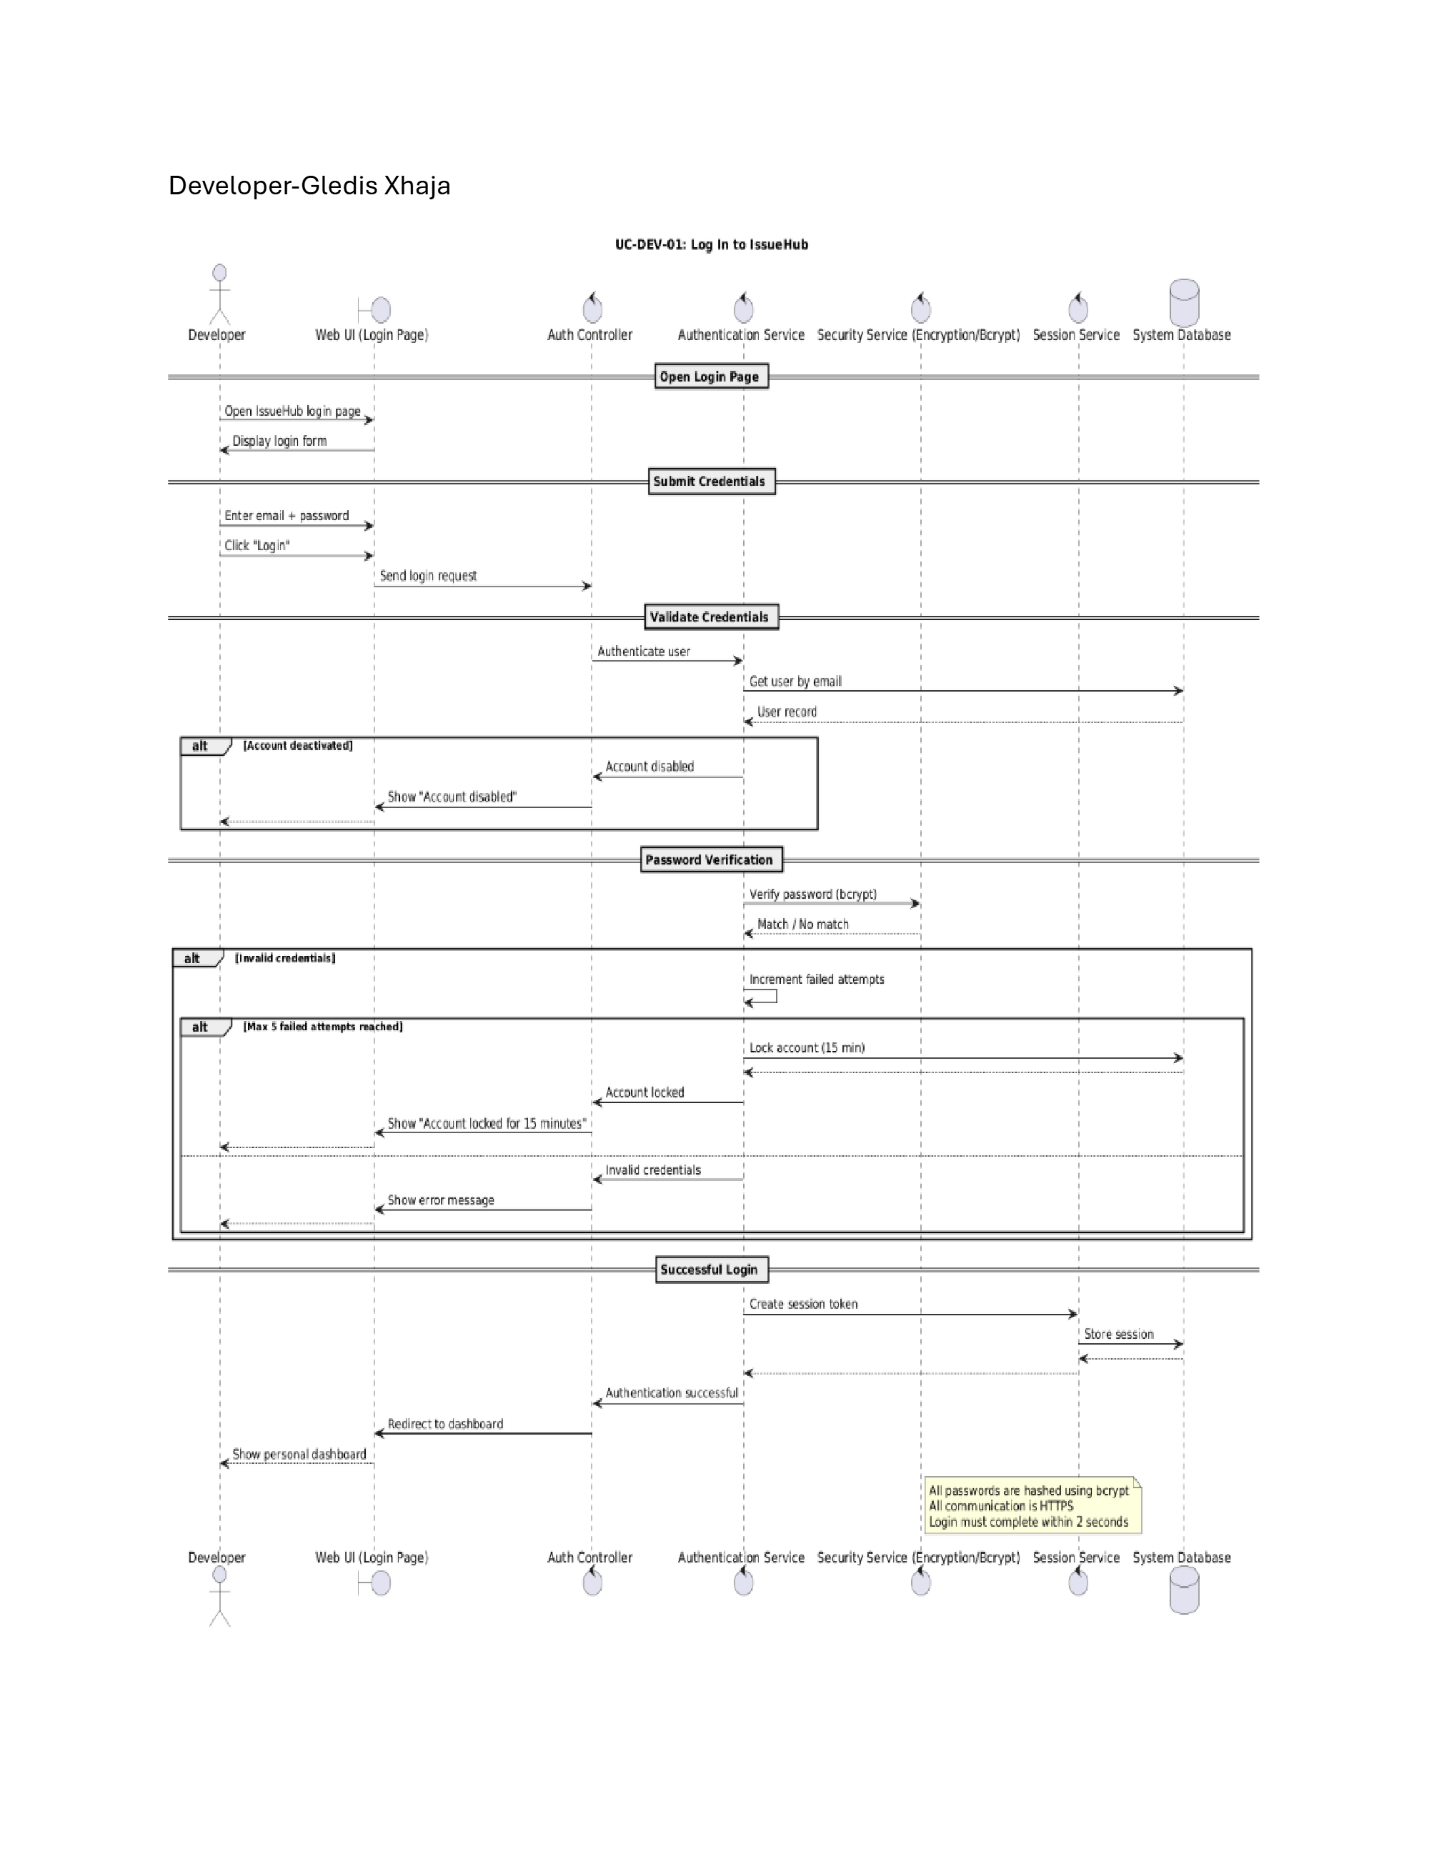 Developer-Gledis Xhaja
UC-DEV-01: Log In to IssueHub
Developer
Web UI (Login Page)
Auth Controller
Authentication Service
Security Service (Encryption/Bcrypt)
Session Service
System Database
Open Login Page
Open IssueHub login page
Display login form
Submit Credentials
Enter email + password
Click "Login"
Send login request
Validate Credentials
Authenticate user
Get user by email
User record
alt [Account deactivated]
Account disabled
Show "Account disabled"
Password Verification
Verify password (bcrypt)
Match / No match
alt [Invalid credentials]
Increment failed attempts
alt [Max 5 failed attempts reached]
Lock account (15 min)
Account locked
Show "Account locked for 15 minutes"
Invalid credentials
Show error message
Successful Login
Create session token
Store session
Authentication successful
Redirect to dashboard
Show personal dashboard
All passwords are hashed using bcrypt
All communication is HTTPS
Login must complete within 2 seconds
Developer
Web UI (Login Page)
Auth Controller
Authentication Service
Security Service (Encryption/Bcrypt)
Session Service
System Database